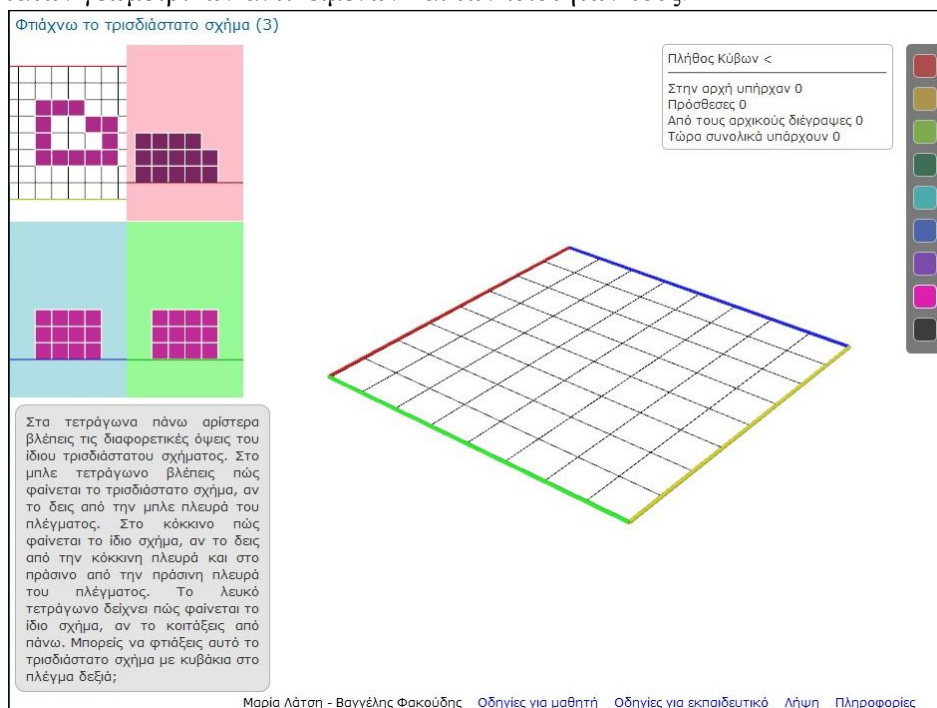 Φτιάχνω το τρισδιάστατο σχήμα (3)
Πλήθος Κύβων <
Στην αρχή υπήρχαν 0
Πρόσθεσες 0
Από τους αρχικούς διέγραψες 0
Τώρα συνολικά υπάρχουν 0
Στα τετράγωνα πάνω αριστερα
βλέπεις τις διαφορετικές όψεις του
ίδιου τρισδιάστατου σχήματος. Στο
μπλε τετράγωνο βλέπεις πώς
φαίνεται το τρισδιάστατο σχήμα, αν
το δεις από την μπλε πλευρά του
πλέγματος. Στο κόκκινο πώς
φαίνεται το ίδιο σχήμα, αν το δεις
από την κόκκινη πλευρά και στο
πράσινο από την πράσινη πλευρά
του πλέγματος. Το λευκό
τετράγωνο δείχνει πώς φαίνεται το
ίδιο σχήμα, αν το κοιτάξεις από
πάνω. Μπορείς να φτιάξεις αυτό το
τρισδιάστατο σχήμα με κυβάκια στο
πλέγμα δεξιά;
Μαρία Λάτση - Βαγγέλης Φακούδης Οδηγίες για μαθητή Οδηγίες για εκπαιδευτικό Λήψη Πληροφορίες